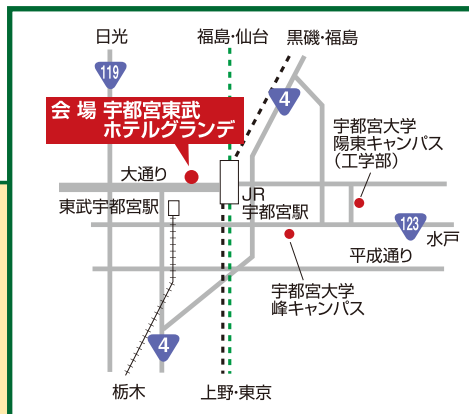 日光
福島・仙台
黒磯・福島
119
4
会 場 宇都宮東武
ホテルグランデ
宇都宮大学
陽東キャンパス
(工学部)
大通り
東武宇都宮駅
JR
宇都宮駅
123
水戸
平成通り
宇都宮大学
峰キャンパス
4
栃木
上野・東京